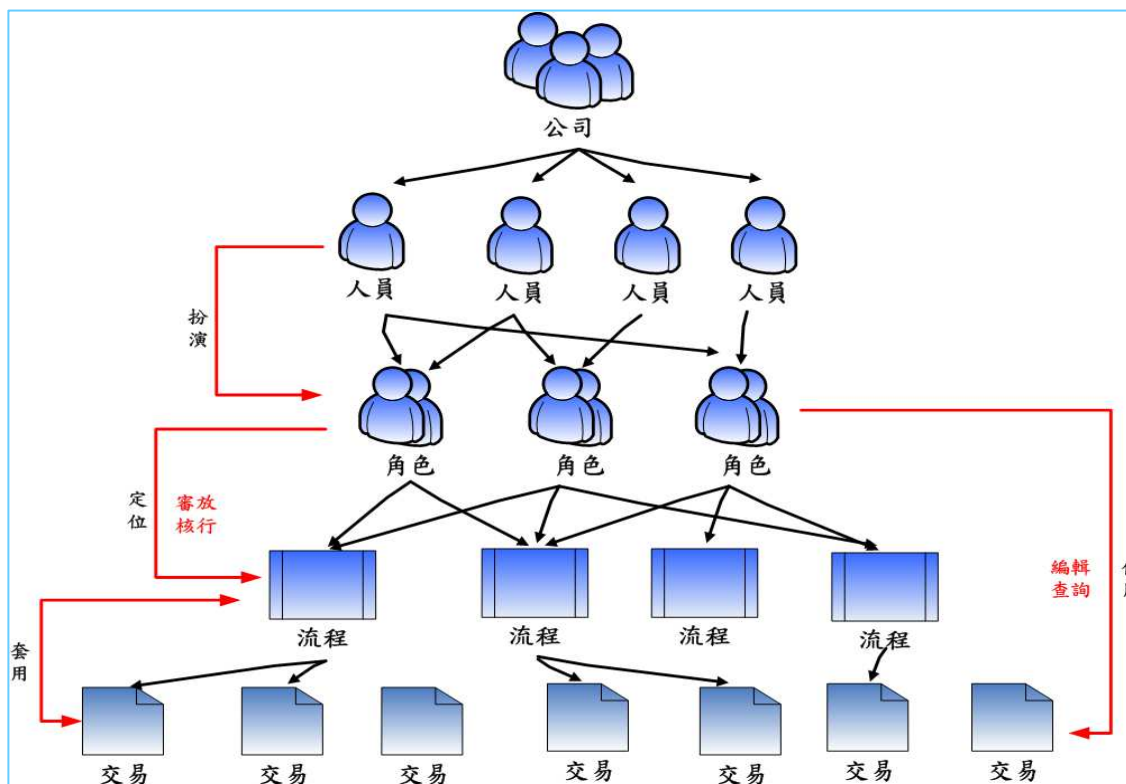 公司
人員 人員 人員 人員
扮演
角色 角色 角色
定位
審放
核行
編輯
查詢
流程 流程 流程 流程
套用
交易 交易 交易 交易 交易 交易 交易